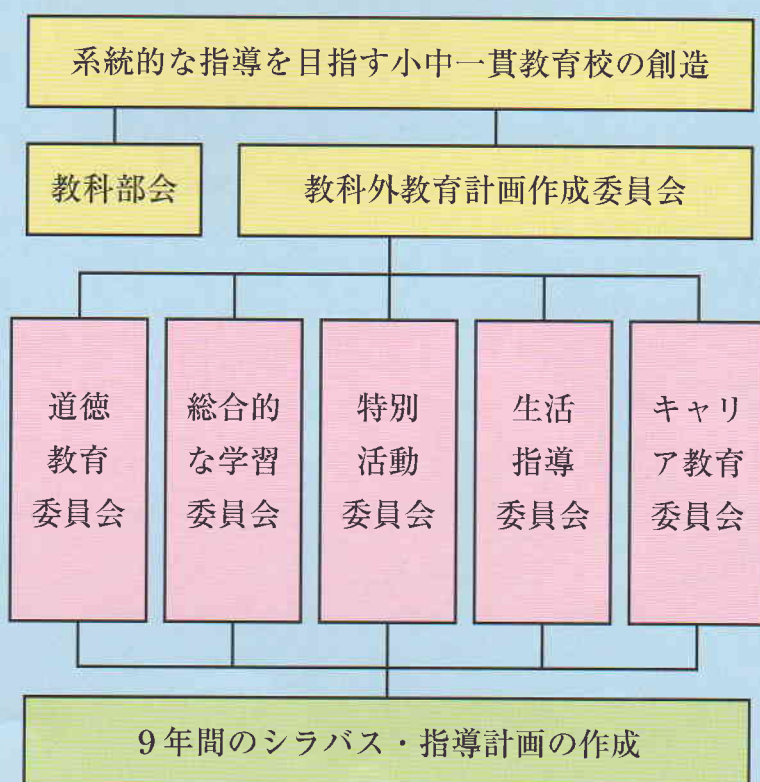 系統的な指導を目指す小中一貫教育校の創造
教科部会
教科外教育計画作成委員会
道徳
教育
委員会
総合的
な学習
委員会
特別
活動
委員会
生活
指導
委員会
キャリ
ア教育
委員会
9年間のシラバス・指導計画の作成